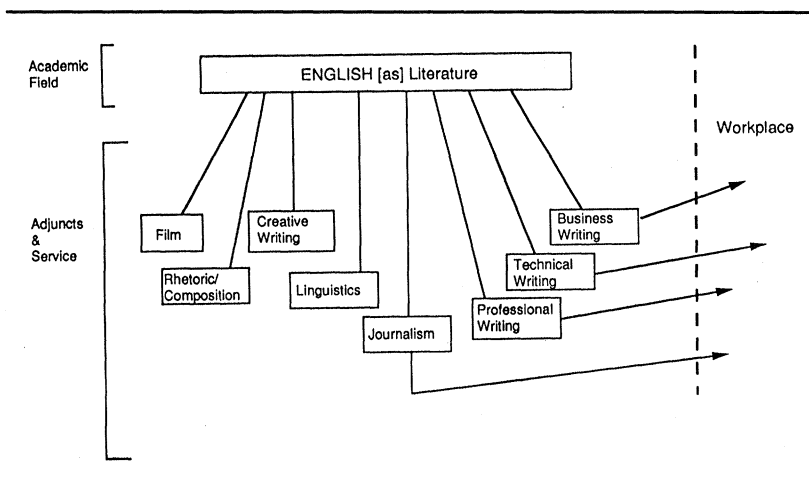 Academic
Field
ENGLISH [as] Literature
Workplace
Adjuncts
&
Service
Film
Creative
Writing
Business
Writing
Rhetoric/
Composition
Linguistics
Technical
Writing
Professional
Writing
Journalism